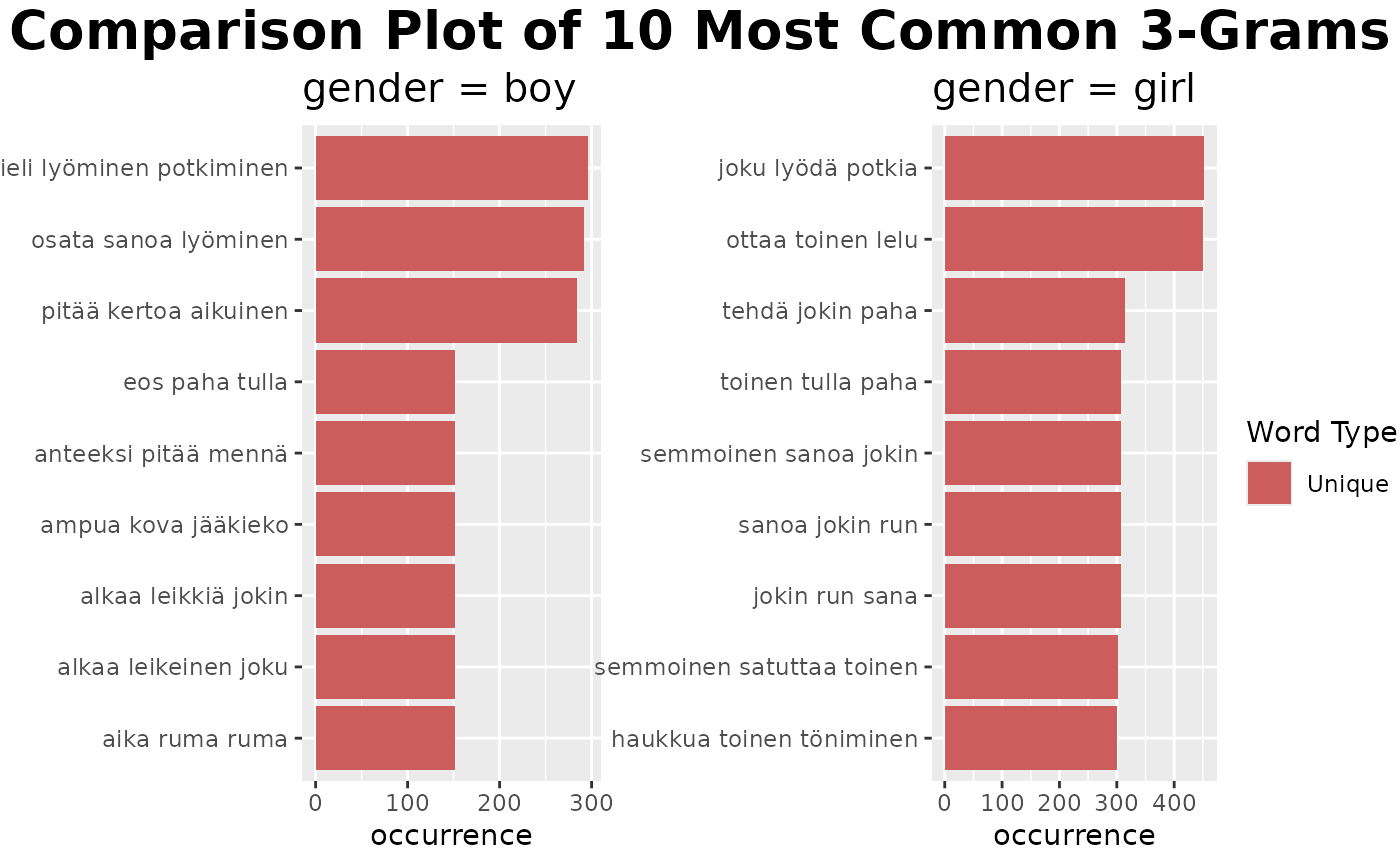 Comparison Plot of 10 Most Common 3-Grams
gender = boy
ieli lyöminen potkiminen
osata sanoa lyöminen
pitää kertoa aikuinen
eos paha tulla
anteeksi pitää mennä
ampua kova jääkieko
alkaa leikkiä jokin
alkaa leikeinen joku
aika ruma ruma
0 100 200 300
occurrence
gender = girl
joku lyödä potkia
ottaa toinen lelu
tehdä jokin paha
toinen tulla paha
semmoinen sanoa jokin
sanoa jokin run
jokin run sana
semmoinen satuttaa toinen
haukkua toinen töniminen
0 100 200 300 400
occurrence
Word Type
Unique